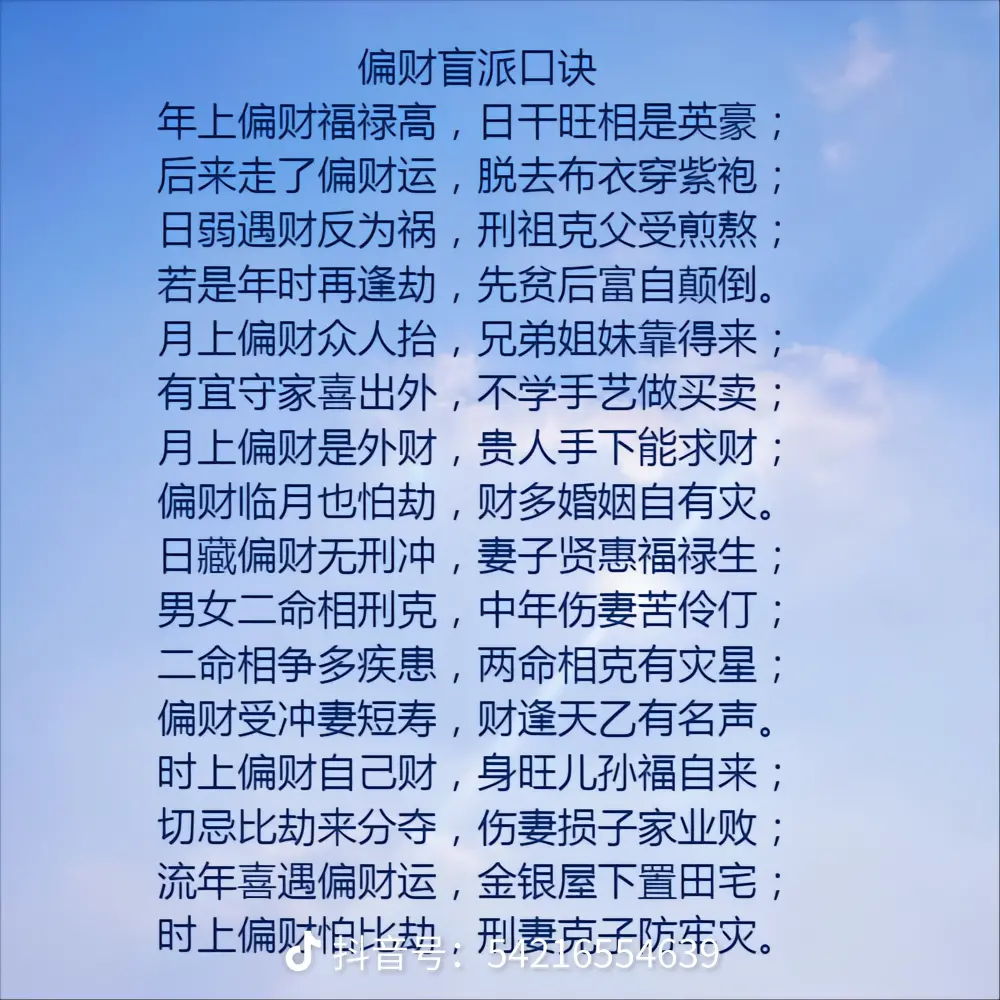 偏财盲派口诀
年上偏财福禄高，日干旺相是英豪；
后来走了偏财运，脱去布衣穿紫袍；
日弱遇财反为祸，刑祖克父受煎熬；
若是年时再逢劫，先贫后富自颠倒。
月上偏财众人抬，兄弟姐妹靠得来；
有宜守家喜出外，不学手艺做买卖；
月上偏财是外财，贵人手下能求财；
偏财临月也怕劫，财多婚姻自有灾。
日藏偏财无刑冲，妻子贤惠福禄生；
男女二命相刑克，中年伤妻苦伶仃；
二命相争多疾患，两命相克有灾星；
偏财受冲妻短寿，财逢天乙有名声。
时上偏财自己财，身旺儿孙福自来；
切忌比劫来分夺，伤妻损子家业败；
流年喜遇偏财运，金银屋下置田宅；
时上偏财怕比劫，刑妻克子防牢灾。
抖音号：54216554639